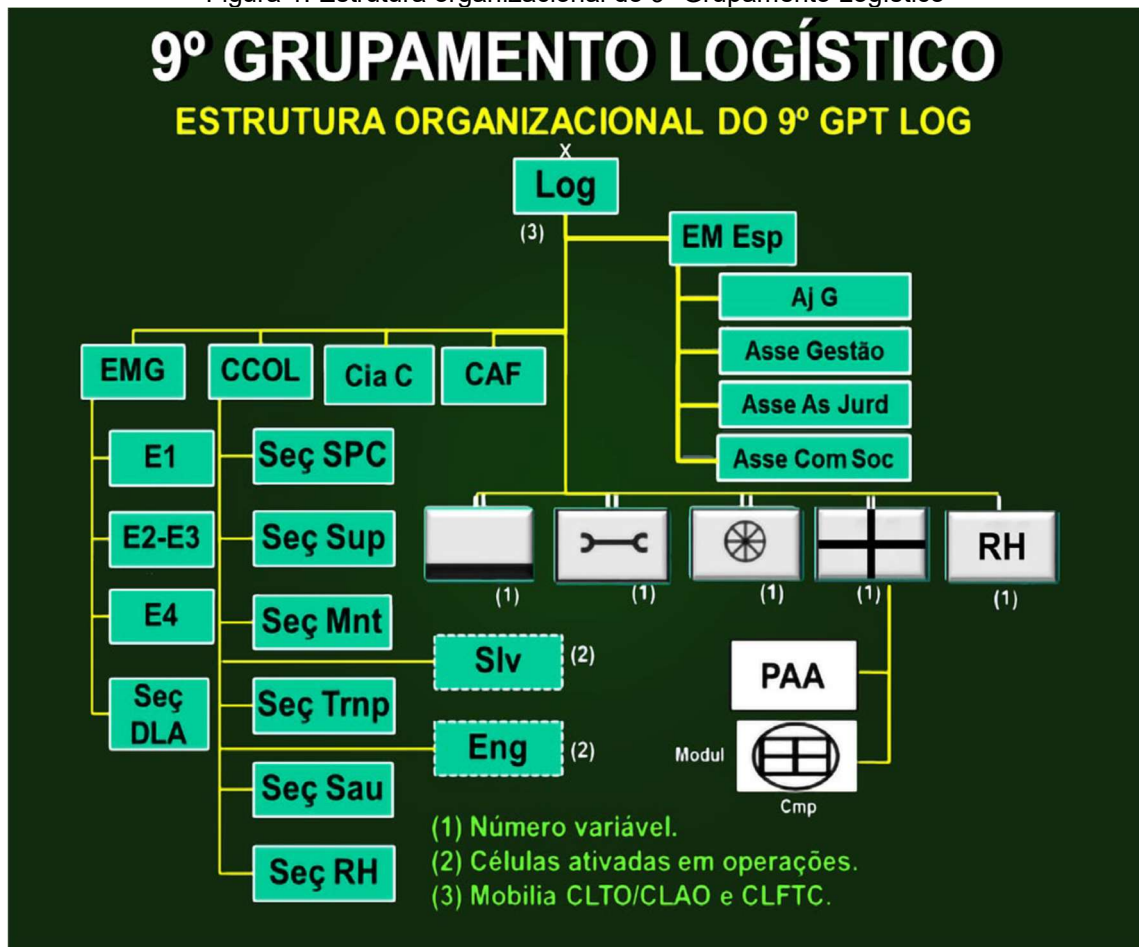 9º GRUPAMENTO LOGÍSTICO
ESTRUTURA ORGANIZACIONAL DO 9º GPT LOG
X
Log
(3)
EM Esp
Aj G
Asse Gestão
Asse As Jurd
Asse Com Soc
EMG
CCOL
Cia C
CAF
E1
E2-E3
E4
Seç
DLA
Seç SPC
Seç Sup
Seç Mnt
Seç Trnp
Seç Sau
Seç RH
Slv
(2)
Eng
(2)
RH
(1)
(1)
(1)
(1)
(1)
PAA
Modul
Cmp
(1) Número variável.
(2) Células ativadas em operações.
(3) Mobilia CLTO/CLAO e CLFTC.